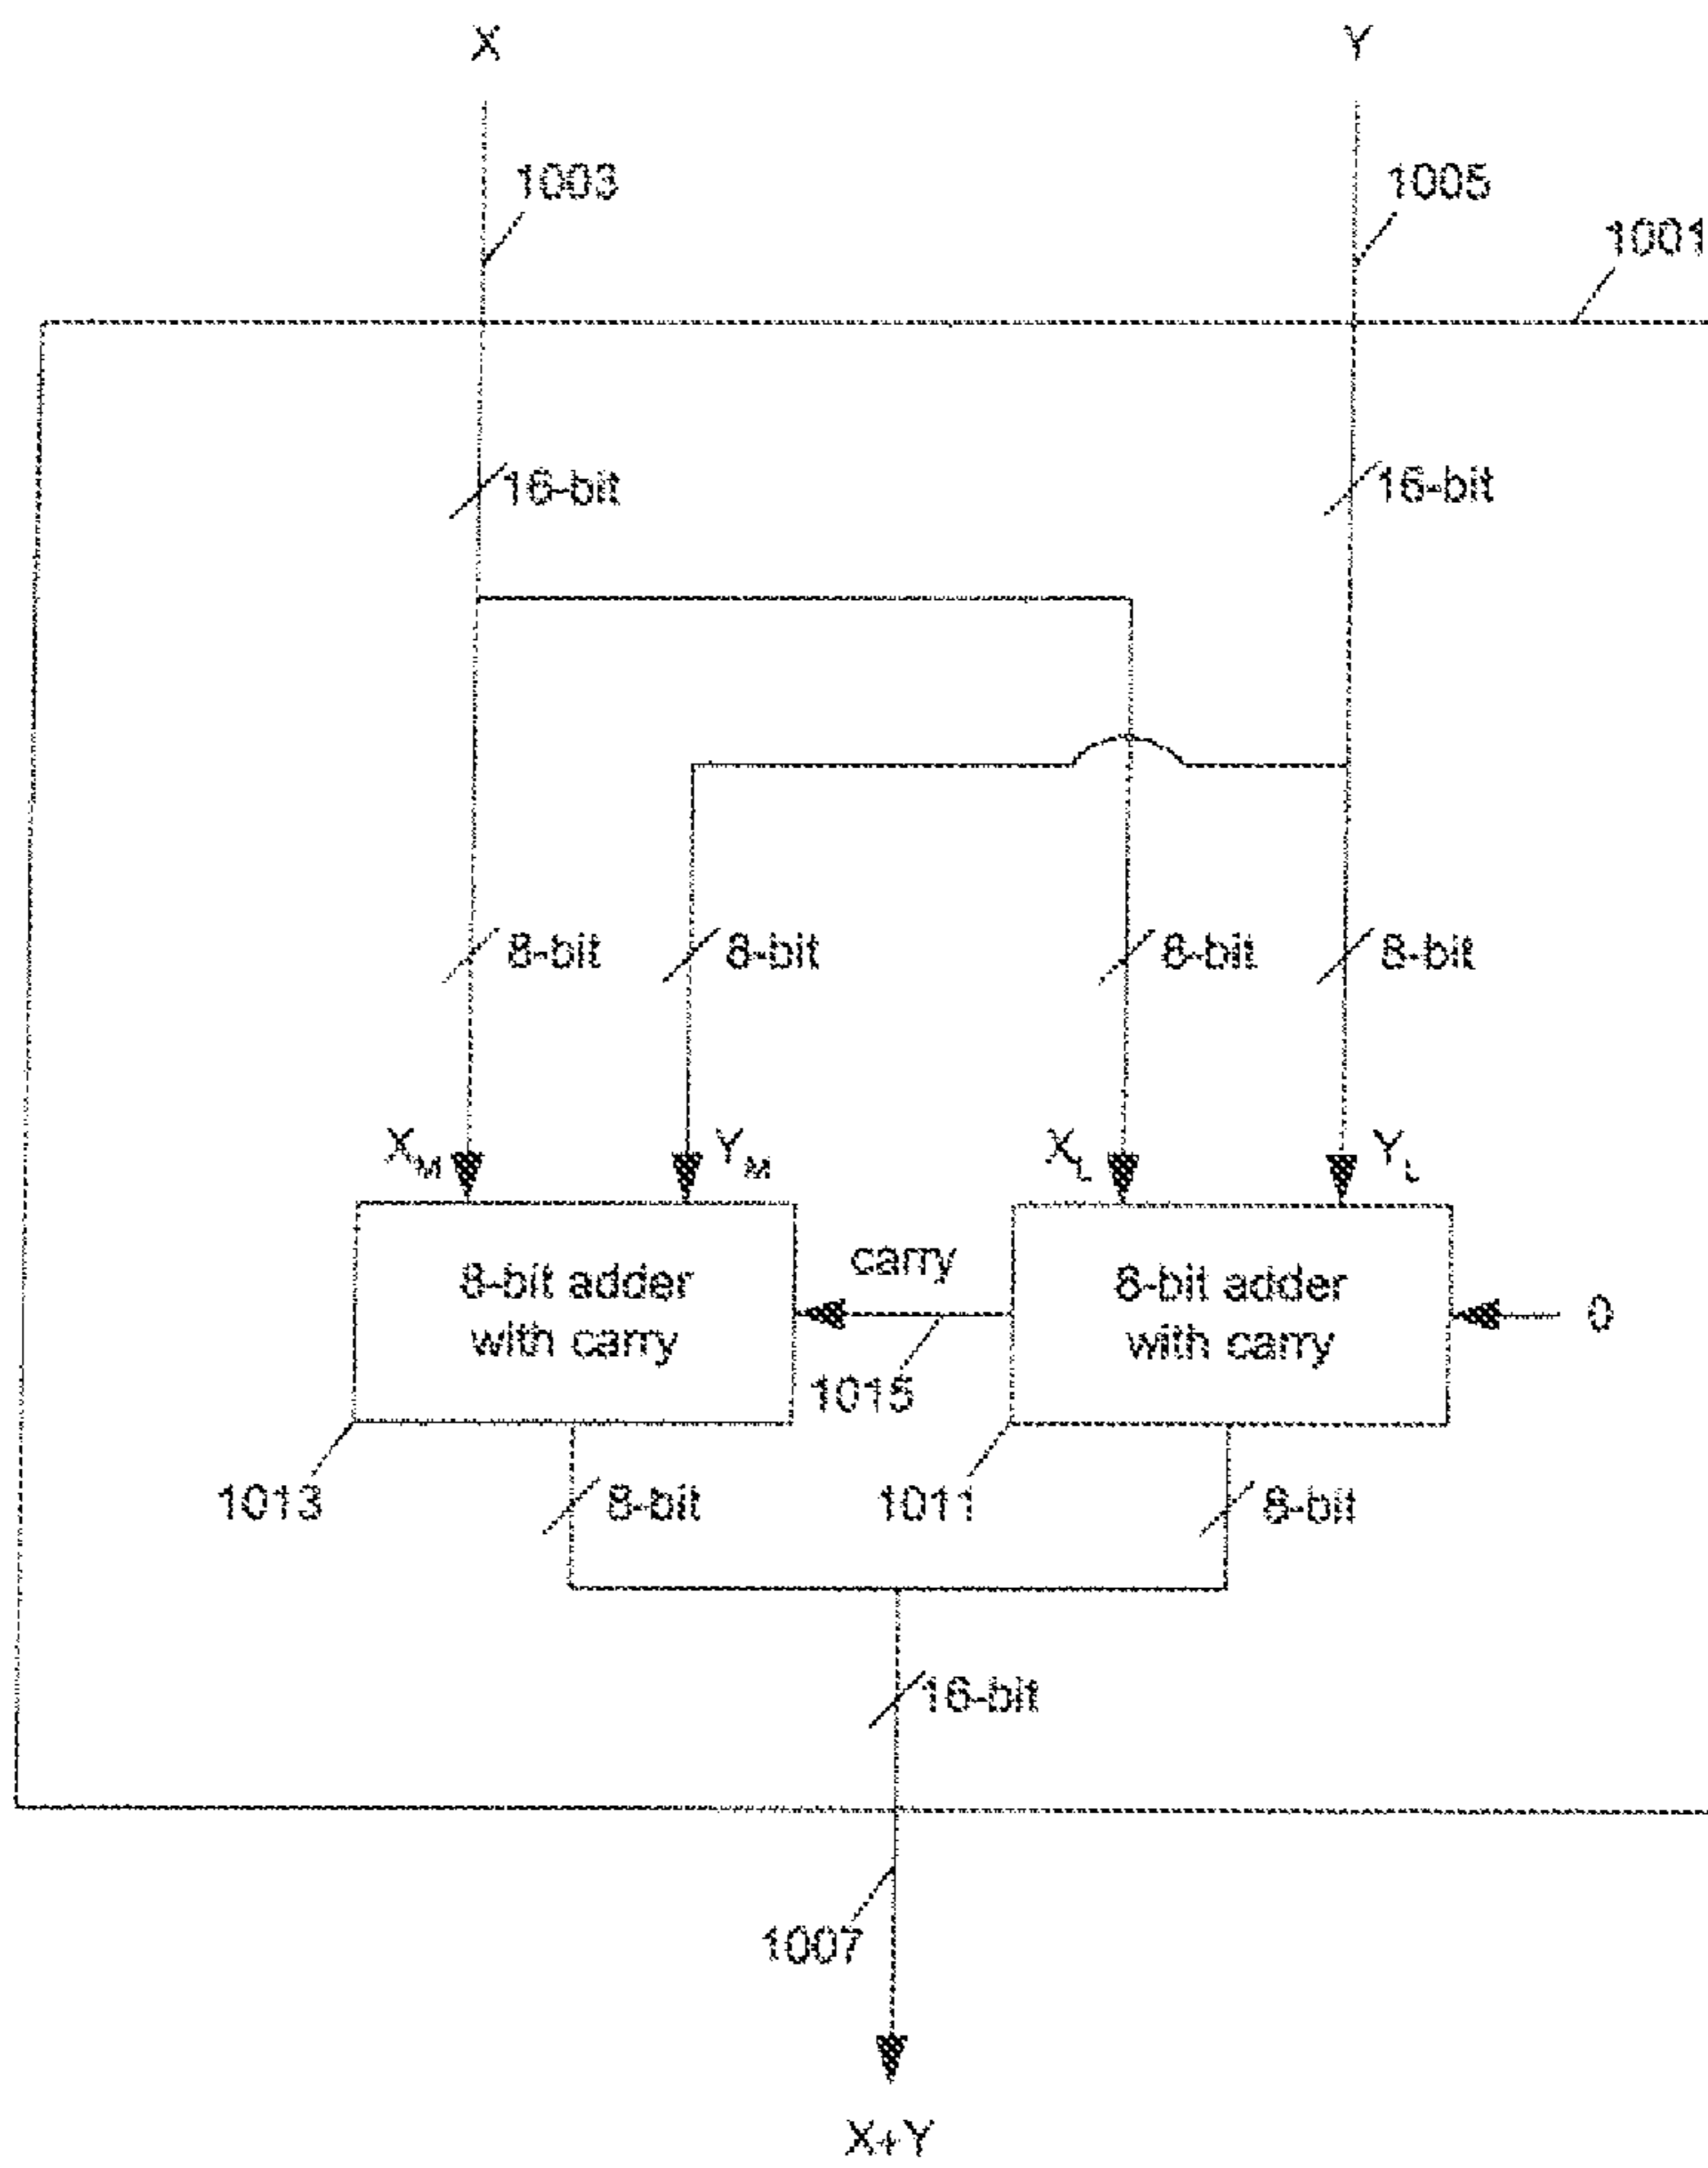 X
Y
1003
1005
1001
16-bit
16-bit
8-bit
8-bit
8-bit
8-bit
XM
YM
XL
YL
8-bit adder
with carry
carry
8-bit adder
with carry
0
1015
1013
8-bit
1011
8-bit
16-bit
1007
X+Y